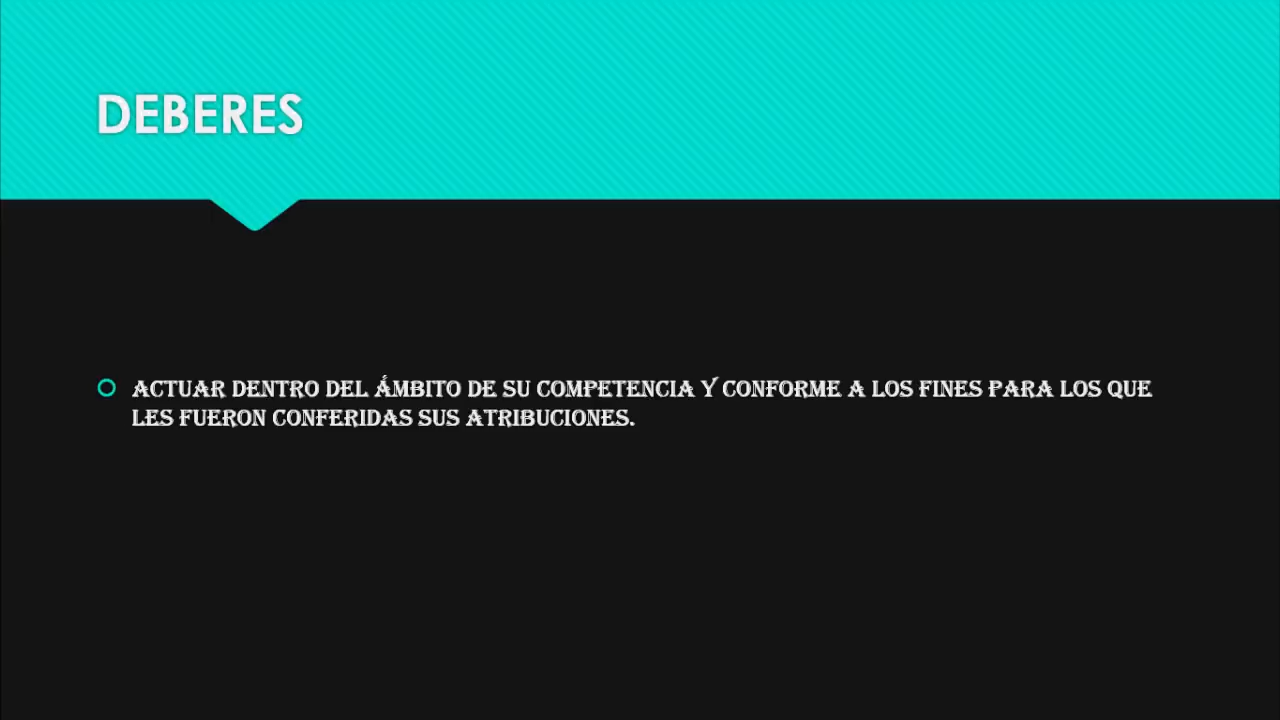 DEBERES
ACTUAR DENTRO DEL ÁMBITO DE SU COMPETENCIA Y CONFORME A LOS FINES PARA LOS QUE
LES FUERON CONFERIDAS SUS ATRIBUCIONES.